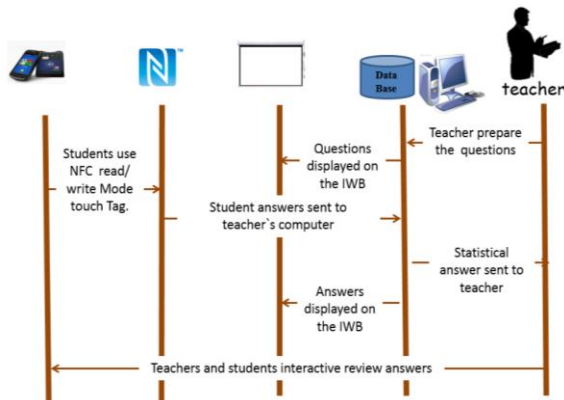 Data
Base
teacher
Teacher prepare
the questions
Questions
displayed on
the IWB
Students use
NFC read/
write Mode
touch Tag.
Student answers sent to
teacher`s computer
Statistical
answer sent to
teacher
Answers
displayed on
the IWB
Teachers and students interactive review answers